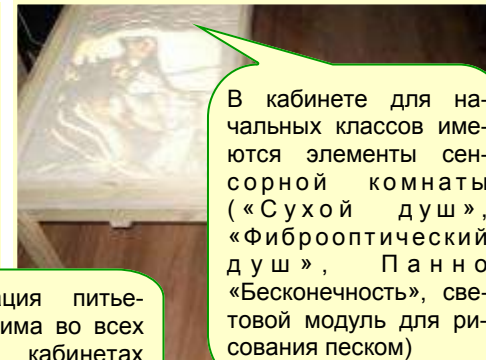 В кабинете для на-
чальных классов име-
ются элементы сен-
сорной комнаты
(«Сухой душ»,
«Фиброоптический
душ», Панно
«Бесконечность», све-
товой модуль для ри-
сования песком)
питье-
во всех
кабинетах